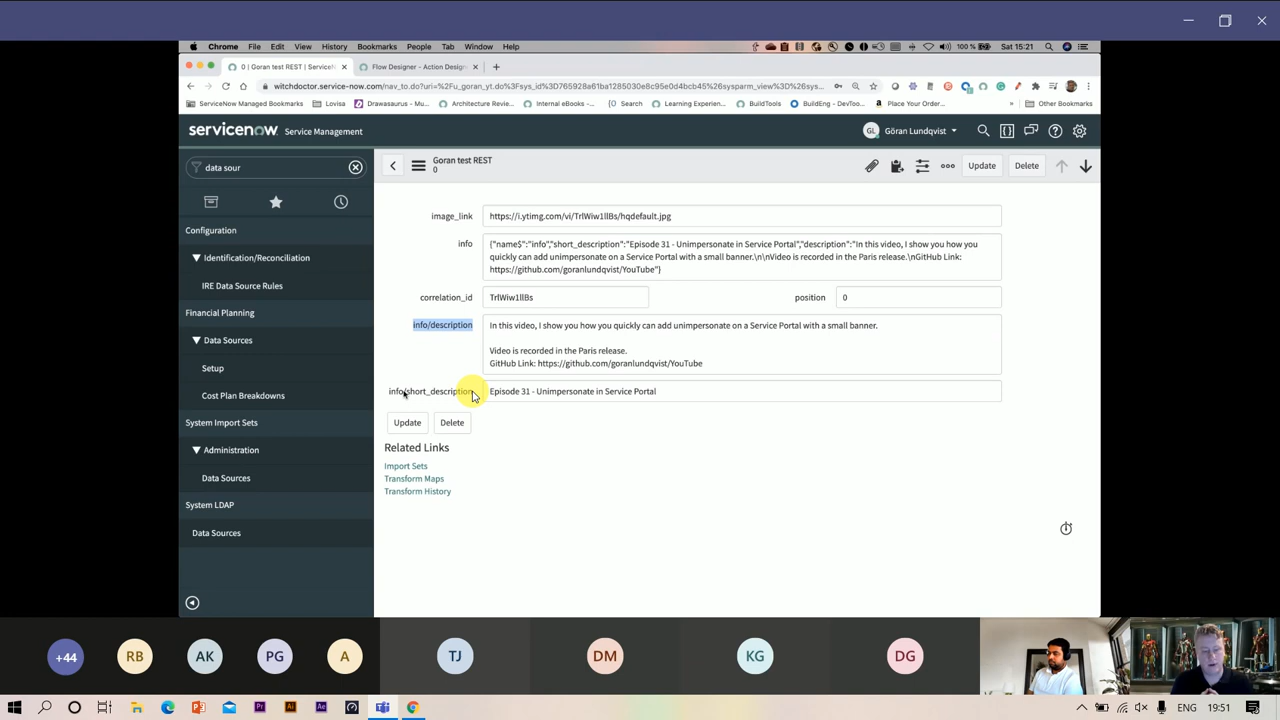 Chrome File Edit View History Bookmarks People Tab Window Help
100 % Sat 15:21
0 | Goran test REST | ServiceN
Flow Designer - Action Design
witchdoctor.service-now.com/nav_to.do?uri=%2Fu_goran_yt.do%3Fsys_id%3D765928a61ba1285030e8c95e0d4bcb45%26sysparm_view%3D%26sys...
ServiceNow Managed Bookmarks Lovisa Drawasaurus - Mult... Architecture Revie... Internal eBooks -... Search Learning Experien... BuildTools BuildEng - DevToo... Place Your Order... » Other Bookmarks
servicenow Service Management
GL Göran Lundqvist
data sour
Goran test REST
0
Update Delete
Configuration
Identification/Reconciliation
IRE Data Source Rules
Financial Planning
Data Sources
Setup
Cost Plan Breakdowns
System Import Sets
Administration
Data Sources
System LDAP
Data Sources
image_link https://i.ytimg.com/vi/TrlWiw1llBs/hqdefault.jpg
info {"name$":"info","short_description":"Episode 31 - Unimpersonate in Service Portal","description":"In this video, I show you how you
quickly can add unimpersonate on a Service Portal with a small banner.\n\nVideo is recorded in the Paris release.\nGitHub Link:
https://github.com/goranlundqvist/YouTube"}
correlation_id TrlWiw1llBs position 0
info/description In this video, I show you how you quickly can add unimpersonate on a Service Portal with a small banner.
Video is recorded in the Paris release.
GitHub Link: https://github.com/goranlundqvist/YouTube
info/short_description Episode 31 - Unimpersonate in Service Portal
Update Delete
Related Links
Import Sets
Transform Maps
Transform History
+44 RB AK PG A TJ DM KG DG
Pr Ai Ae
ENG 19:51